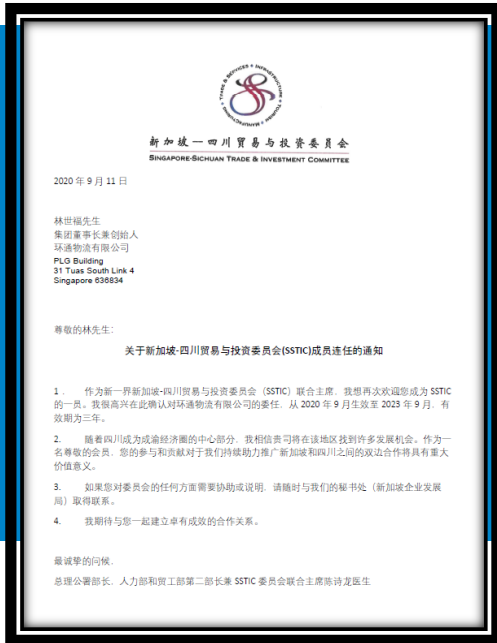 TRADE & SERVICES • INFRASTRUCTURE • TOURISM • MANUFACTURING •
新加坡—四川貿易与投资委員会
SINGAPORE-SICHUAN TRADE & INVESTMENT COMMITTEE
2020 年 9 月 11 日
林世福先生
集团董事长兼创始人
环通物流有限公司
PLG Building
31 Tuas South Link 4
Singapore 636834
尊敬的林先生：
关于新加坡-四川贸易与投资委员会(SSTIC)成员连任的通知
1． 作为新一界新加坡-四川贸易与投资委员会（SSTIC）联合主席，我想再次欢迎您成为 SSTIC
的一员。我很高兴在此确认对环通物流有限公司的委任，从 2020 年 9 月生效至 2023 年 9 月，有
效期为三年。
2. 随着四川成为成渝经济圈的中心部分，我相信贵司将在该地区找到许多发展机会。作为一
名尊敬的会员，您的参与和贡献对于我们持续助力推广新加坡和四川之间的双边合作将具有重大
价值意义。
3. 如果您对委员会的任何方面需要协助或说明，请随时与我们的秘书处（新加坡企业发展
局）取得联系。
4. 我期待与您一起建立卓有成效的合作关系。
最诚挚的问候，
总理公署部长，人力部和贸工部第二部长兼 SSTIC 委员会联合主席陈诗龙医生